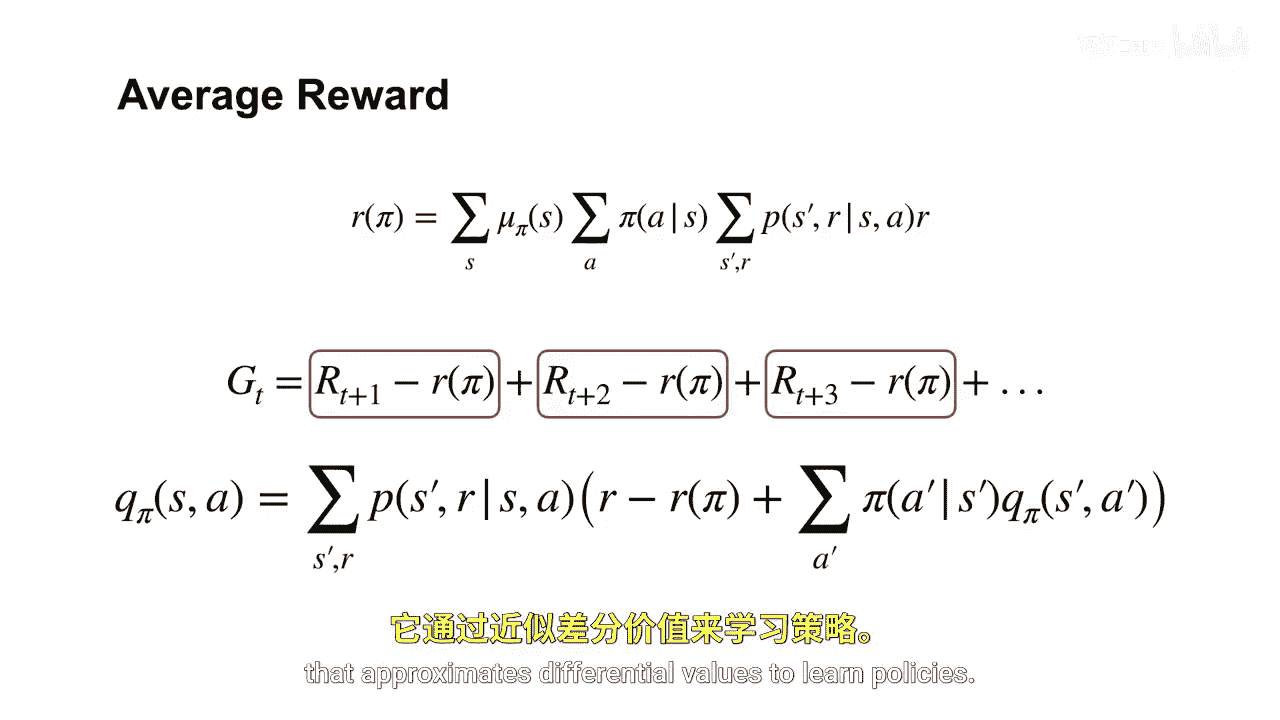 Average Reward
r(π) = ∑_s μ_π(s) ∑_a π(a|s) ∑_{s′,r} p(s′, r|s, a)r
G_t = R_{t+1} − r(π) + R_{t+2} − r(π) + R_{t+3} − r(π) + …
q_π(s, a) = ∑_{s′,r} p(s′, r|s, a)(r − r(π) + ∑_{a′} π(a′|s′)q_π(s′, a′))
它通过近似差分价值来学习策略。
that approximates differential values to learn policies.